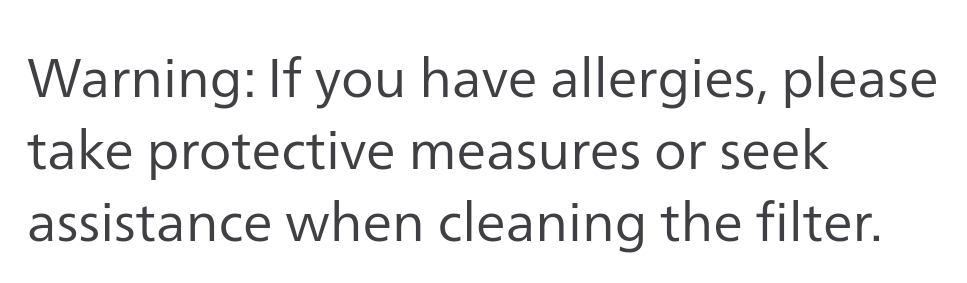 Warning: If you have allergies, please
take protective measures or seek
assistance when cleaning the filter.